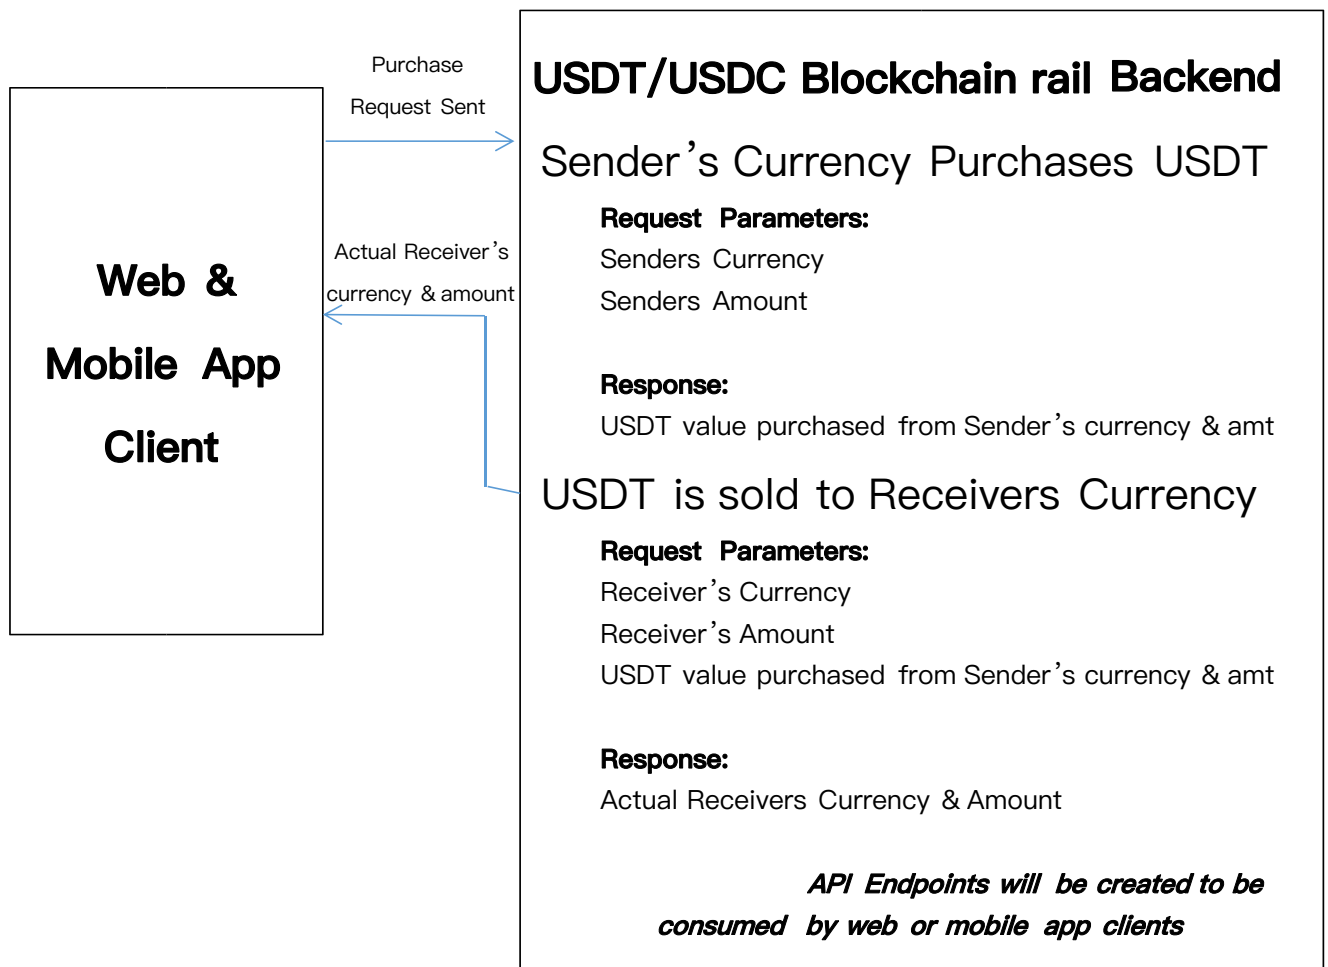 Web &
Mobile App
Client
Purchase
Request Sent
Actual Receiver’s
currency & amount
USDT/USDC Blockchain rail Backend
Sender’s Currency Purchases USDT
Request Parameters:
Senders Currency
Senders Amount
Response:
USDT value purchased from Sender’s currency & amt
USDT is sold to Receivers Currency
Request Parameters:
Receiver’s Currency
Receiver’s Amount
USDT value purchased from Sender’s currency & amt
Response:
Actual Receivers Currency & Amount
API Endpoints will be created to be
consumed by web or mobile app clients